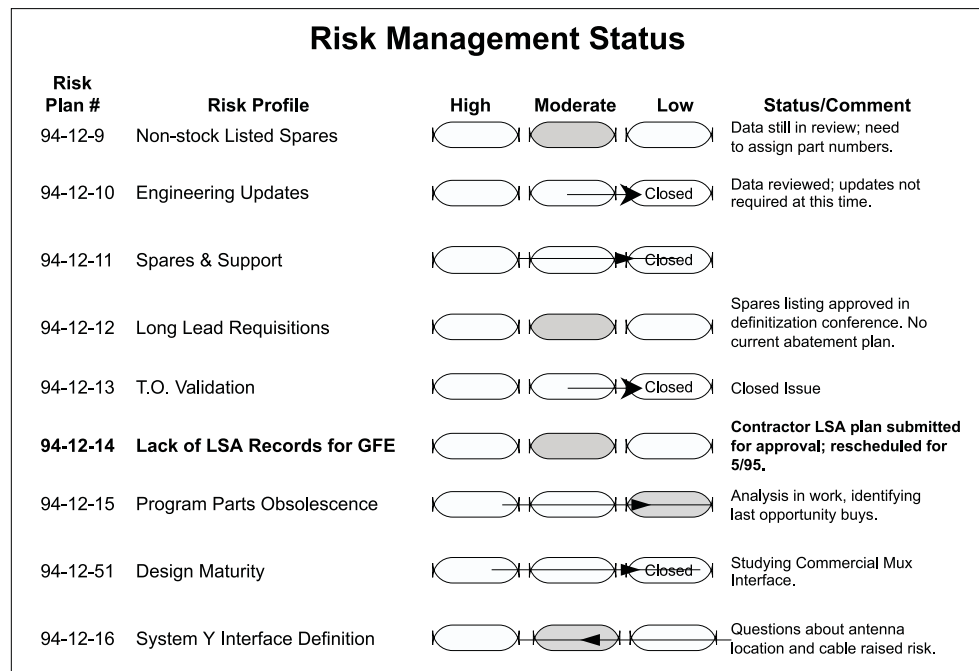 Risk Management Status
Risk
Plan #
Risk Profile
High
Moderate
Low
Status/Comment
94-12-9
Non-stock Listed Spares
Data still in review; need
to assign part numbers.
94-12-10
Engineering Updates
Closed
Data reviewed; updates not
required at this time.
94-12-11
Spares & Support
Closed
94-12-12
Long Lead Requisitions
Spares listing approved in
definitization conference. No
current abatement plan.
94-12-13
T.O. Validation
Closed
Closed Issue
94-12-14
Lack of LSA Records for GFE
Contractor LSA plan submitted
for approval; rescheduled for
5/95.
94-12-15
Program Parts Obsolescence
Analysis in work, identifying
last opportunity buys.
94-12-51
Design Maturity
Closed
Studying Commercial Mux
Interface.
94-12-16
System Y Interface Definition
Questions about antenna
location and cable raised risk.